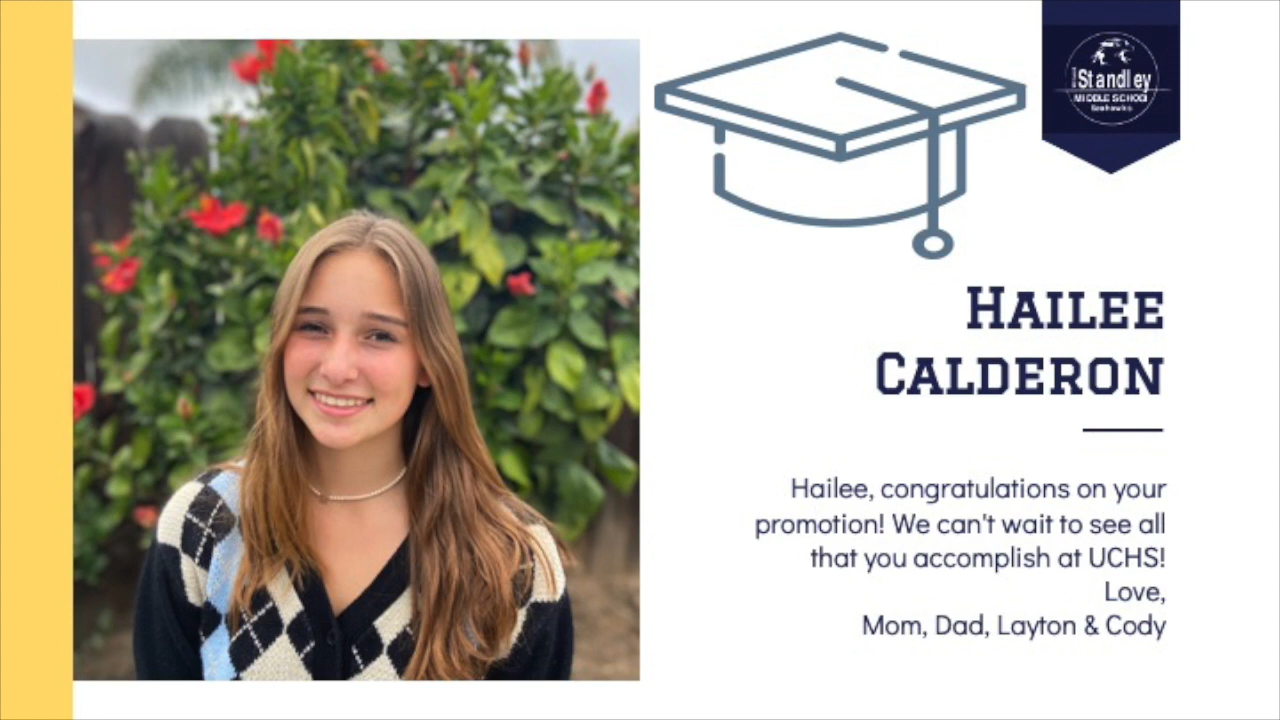 Standley
MIDDLE SCHOOL
Seahawks
HAILEE
CALDERON
Hailee, congratulations on your
promotion! We can't wait to see all
that you accomplish at UCHS!
Love,
Mom, Dad, Layton & Cody